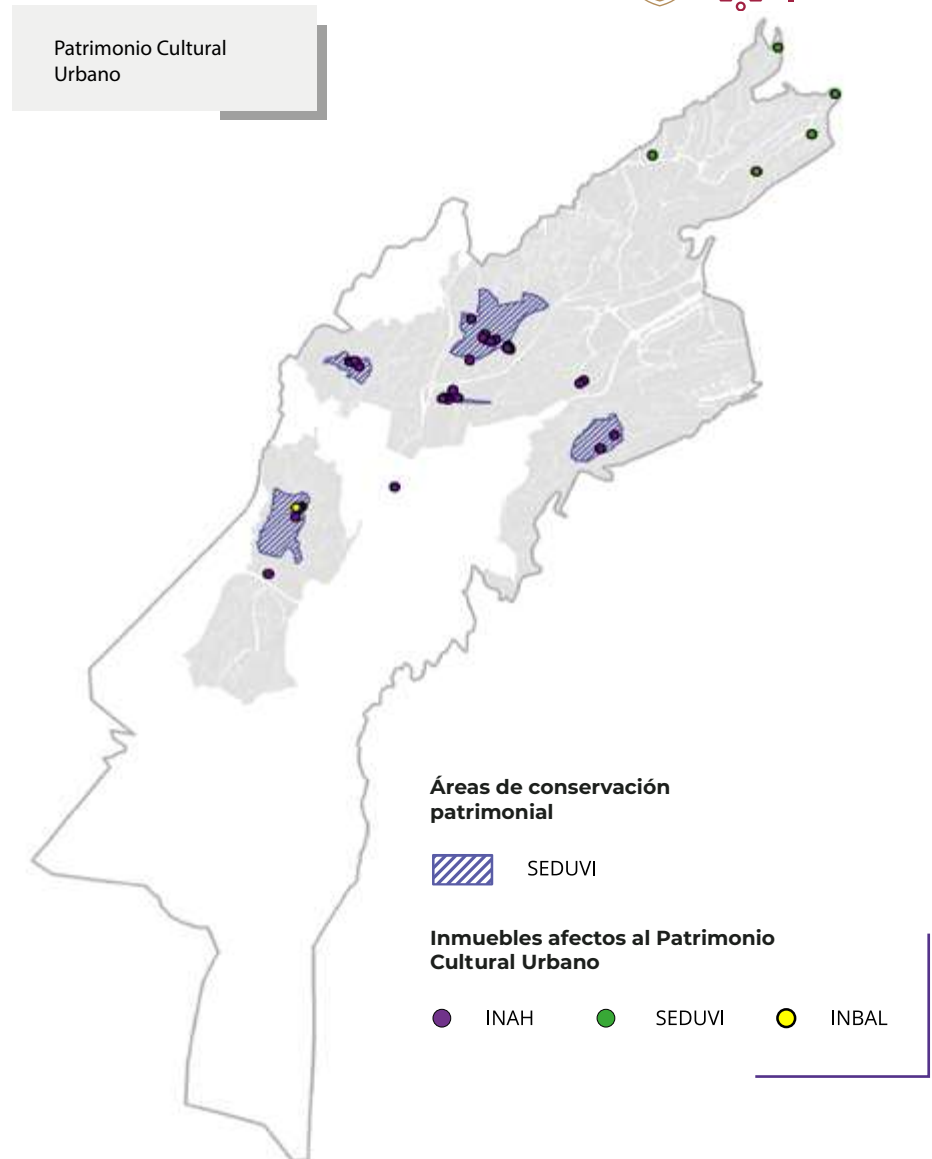 Patrimonio Cultural
Urbano
Áreas de conservación
patrimonial
SEDUVI
Inmuebles afectos al Patrimonio
Cultural Urbano
INAH SEDUVI INBAL